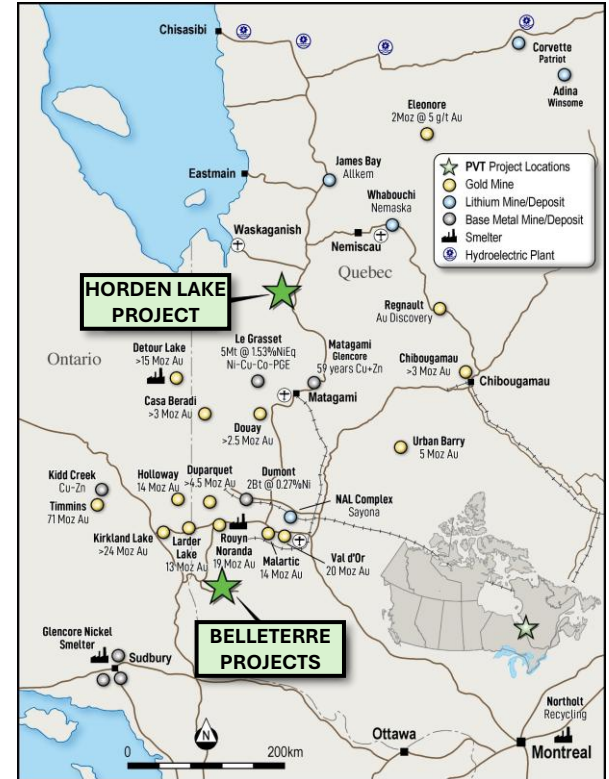 Chisasibi
Corvette
Patriot
Adina
Winsome
Eleonore
2Moz @ 5 g/t Au
PVT Project Locations
Gold Mine
Lithium Mine/Deposit
Base Metal Mine/Deposit
Smelter
Hydroelectric Plant
James Bay
Allkem
Eastmain
Whabouchi
Nemaska
Waskaganish
Nemiscau
Quebec
HORDEN LAKE
PROJECT
Regnault
Au Discovery
Ontario
Detour Lake
>15 Moz Au
Le Grasset
5Mt @ 1.53%NiEq
Ni-Cu-Co-PGE
Matagami
Glencore
59 years Cu+Zn
Chibougamau
>3 Moz Au
Chibougamau
Matagami
Casa Beradi
>3 Moz Au
Douay
>2.5 Moz Au
Urban Barry
5 Moz Au
Kidd Creek
Cu-Zn
Timmins
71 Moz Au
Holloway
14 Moz Au
Duparquet
>4.5 Moz Au
Dumont
2Bt @ 0.27%Ni
NAL Complex
Sayona
Kirkland Lake
>24 Moz Au
Larder
Lake
13 Moz Au
Rouyn
Noranda
19 Moz Au
Malartic
14 Moz Au
Val d'Or
20 Moz Au
BELLETERRE
PROJECTS
Glencore Nickel
Smelter
Sudbury
N
0 200km
Ottawa
Northolt
Recycling
Montreal